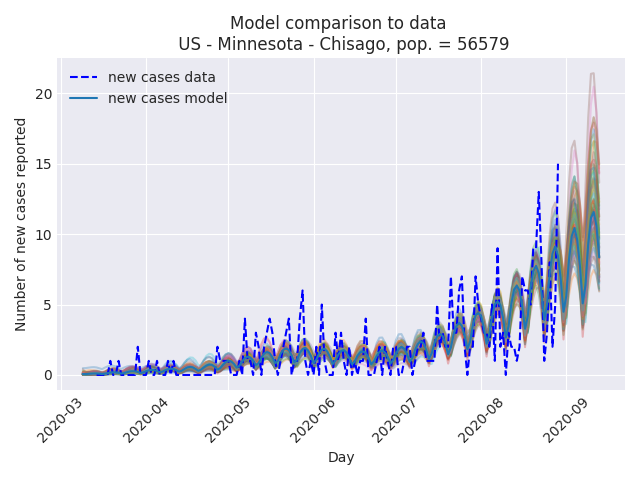 Model comparison to data
US - Minnesota - Chisago, pop. = 56579
new cases data
new cases model
Number of new cases reported
20
15
10
5
0
2020-03
2020-04
2020-05
2020-06
2020-07
2020-08
2020-09
Day